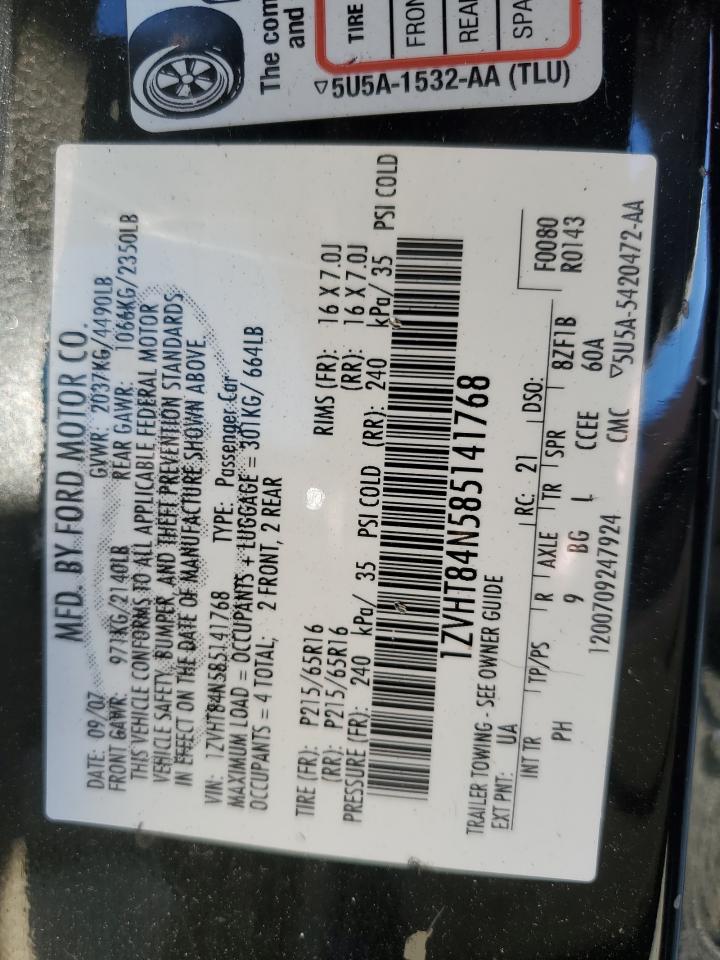 The com
and
TIRE
FRON
REAR
SPA
▽5U5A-1532-AA (TLU)
MFD. BY FORD MOTOR CO.
DATE: 09/07 GVWR: 2037KG/4490LB
FRONT GAWR: 971KG/2140LB REAR GAWR: 1066KG/2350LB
THIS VEHICLE CONFORMS TO ALL APPLICABLE FEDERAL MOTOR
VEHICLE SAFETY, BUMPER, AND THEFT PREVENTION STANDARDS
IN EFFECT ON THE DATE OF MANUFACTURE SHOWN ABOVE
VIN: 1ZVHT84N585141768 TYPE: Passenger Car
MAXIMUM LOAD = OCCUPANTS + LUGGAGE = 301KG/ 664LB
OCCUPANTS = 4 TOTAL; 2 FRONT, 2 REAR
TIRE (FR): P215/65R16 RIMS (FR): 16 X 7.0J
(RR): P215/65R16 (RR): 16 X 7.0J
PRESSURE (FR): 240 kPa/ 35 PSI COLD (RR): 240 kPa/ 35 PSI COLD
1ZVHT84N585141768
TRAILER TOWING - SEE OWNER GUIDE
EXT PNT: UA RC: 21 DSO: F0080
R0143
INT TR TP/PS R AXLE TR SPR 8Z F1B
PH 9 BG L CCEE 60A
1200709247924 CMC ▽5U5A-5420472-AA